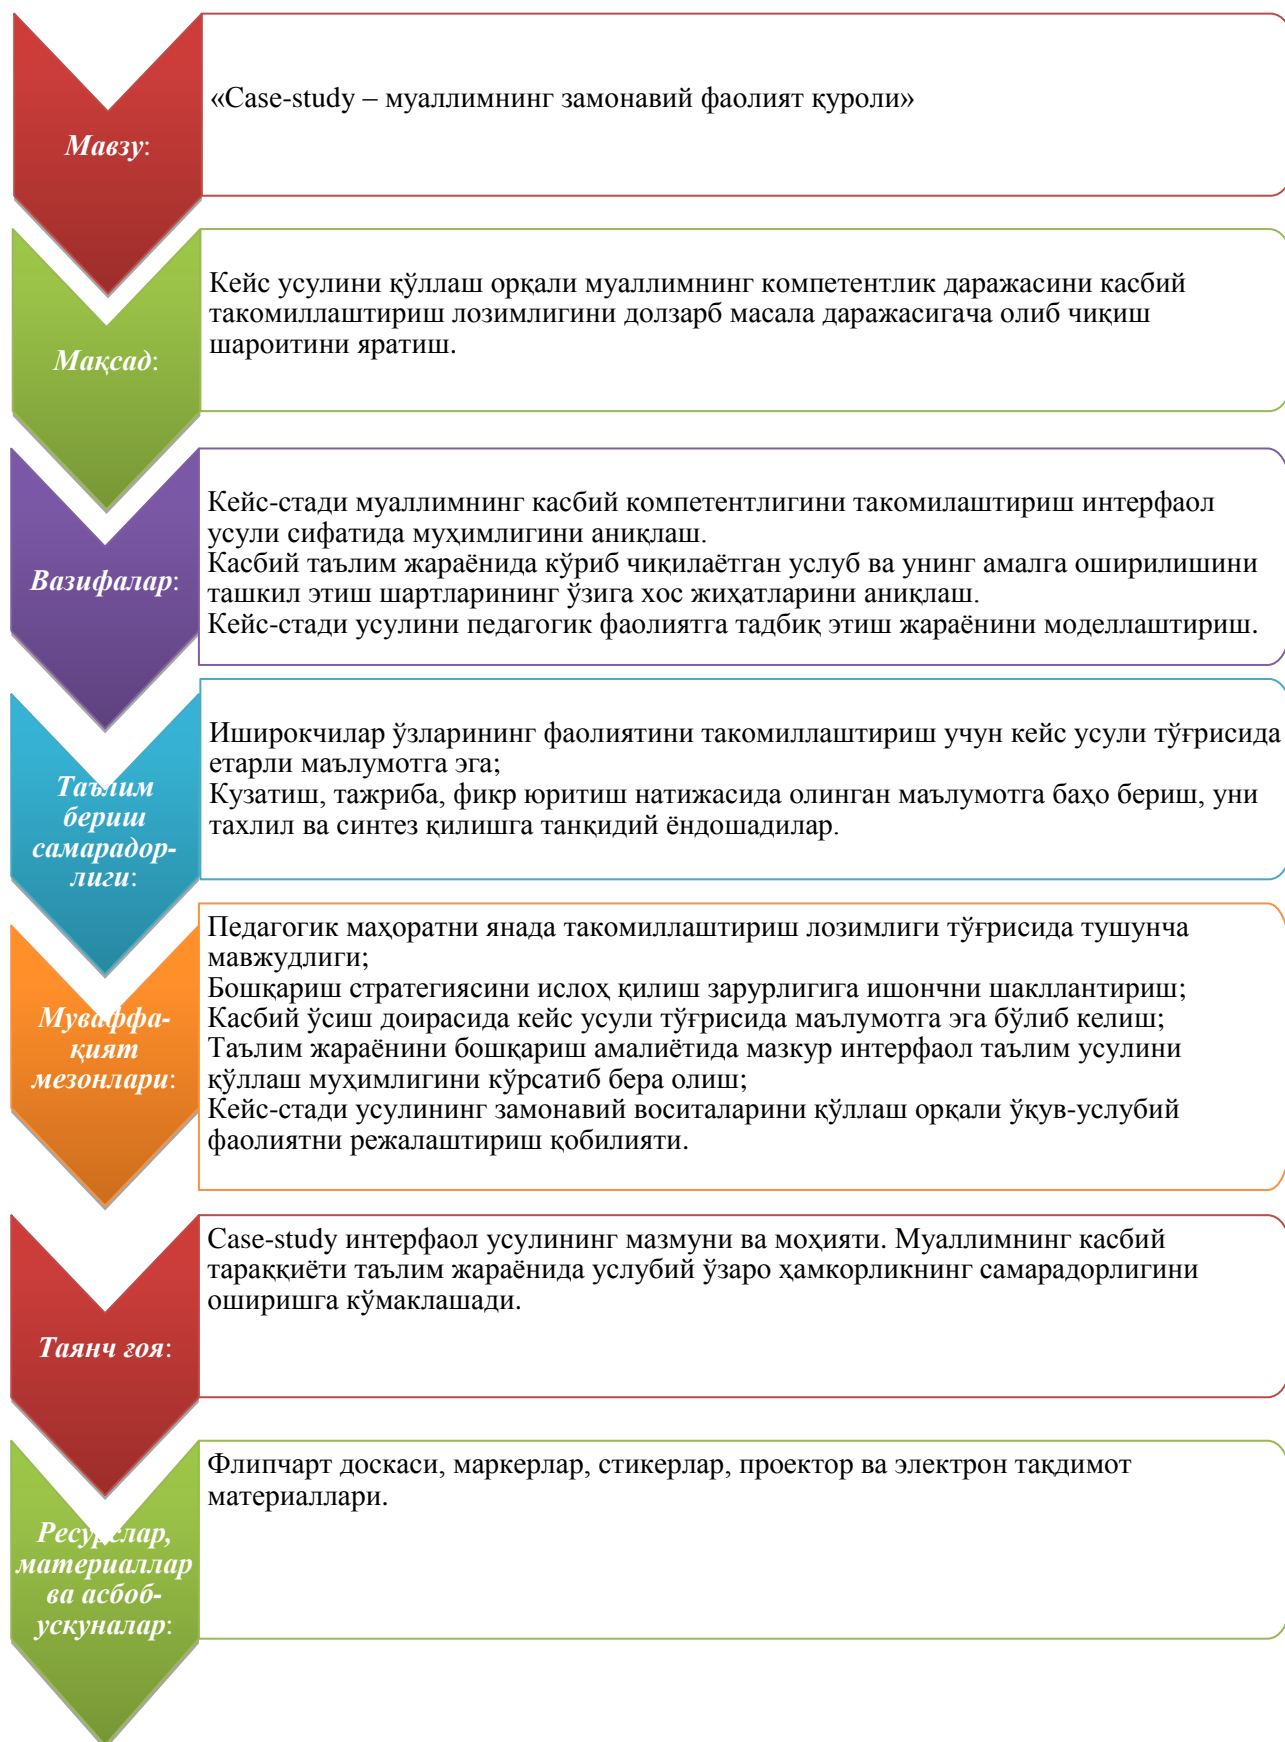 Мавзу:
«Case-study – муаллимнинг замонавий фаолият қуроли»
Мақсад:
Кейс усулини қўллаш орқали муаллимнинг компетентлик даражасини касбий
такомиллаштириш лозимлигини долзарб масала даражасигача олиб чиқиш
шароитини яратиш.
Вазифалар:
Кейс-стади муаллимнинг касбий компетентлигини такомилаштириш интерфаол
усули сифатида муҳимлигини аниқлаш.
Касбий таълим жараёнида кўриб чиқилаётган услуб ва унинг амалга оширилишини
ташкил этиш шартларининг ўзига хос жиҳатларини аниқлаш.
Кейс-стади усулини педагогик фаолиятга тадбиқ этиш жараёнини моделлаштириш.
Таълим
бериш
самарадор-
лиги:
Иширокчилар ўзларининг фаолиятини такомиллаштириш учун кейс усули тўғрисида
етарли маълумотга эга;
Кузатиш, тажриба, фикр юритиш натижасида олинган маълумотга баҳо бериш, уни
тахлил ва синтез қилишга танқидий ёндошадилар.
Муваффа-
қият
мезонлари:
Педагогик маҳоратни янада такомиллаштириш лозимлиги тўғрисида тушунча
мавжудлиги;
Бошқариш стратегиясини ислоҳ қилиш зарурлигига ишончни шакллантириш;
Касбий ўсиш доирасида кейс усули тўғрисида маълумотга эга бўлиб келиш;
Таълим жараёнини бошқариш амалиётида мазкур интерфаол таълим усулини
қўллаш муҳимлигини кўрсатиб бера олиш;
Кейс-стади усулининг замонавий воситаларини қўллаш орқали ўқув-услубий
фаолиятни режалаштириш қобилияти.
Таянч ғоя:
Case-study интерфаол усулининг мазмуни ва моҳияти. Муаллимнинг касбий
тараққиёти таълим жараёнида услубий ўзаро ҳамкорликнинг самарадорлигини
оширишга кўмаклашади.
Ресурслар,
материаллар
ва асбоб-
ускуналар:
Флипчарт доскаси, маркерлар, стикерлар, проектор ва электрон тақдимот
материаллари.